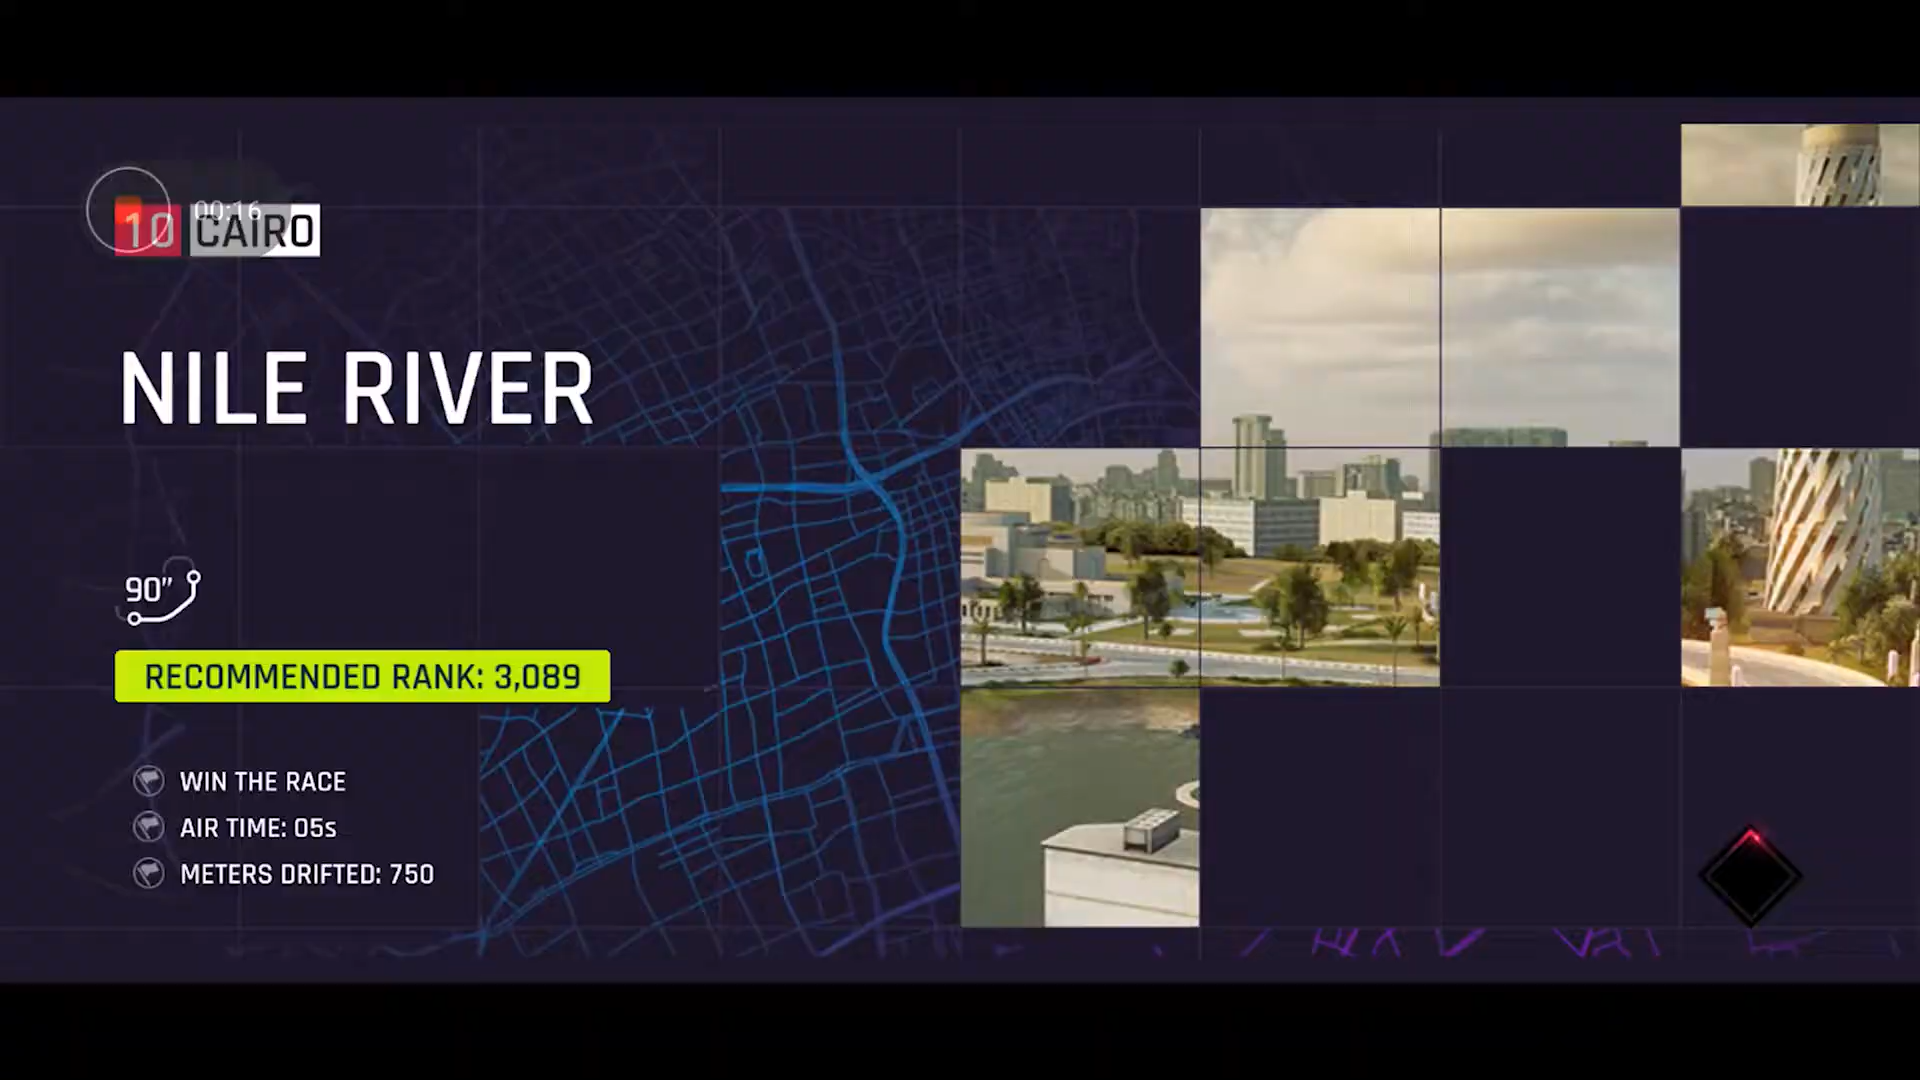 00:16
10 CAIRO
NILE RIVER
90"
RECOMMENDED RANK: 3,089
WIN THE RACE
AIR TIME: 05s
METERS DRIFTED: 750